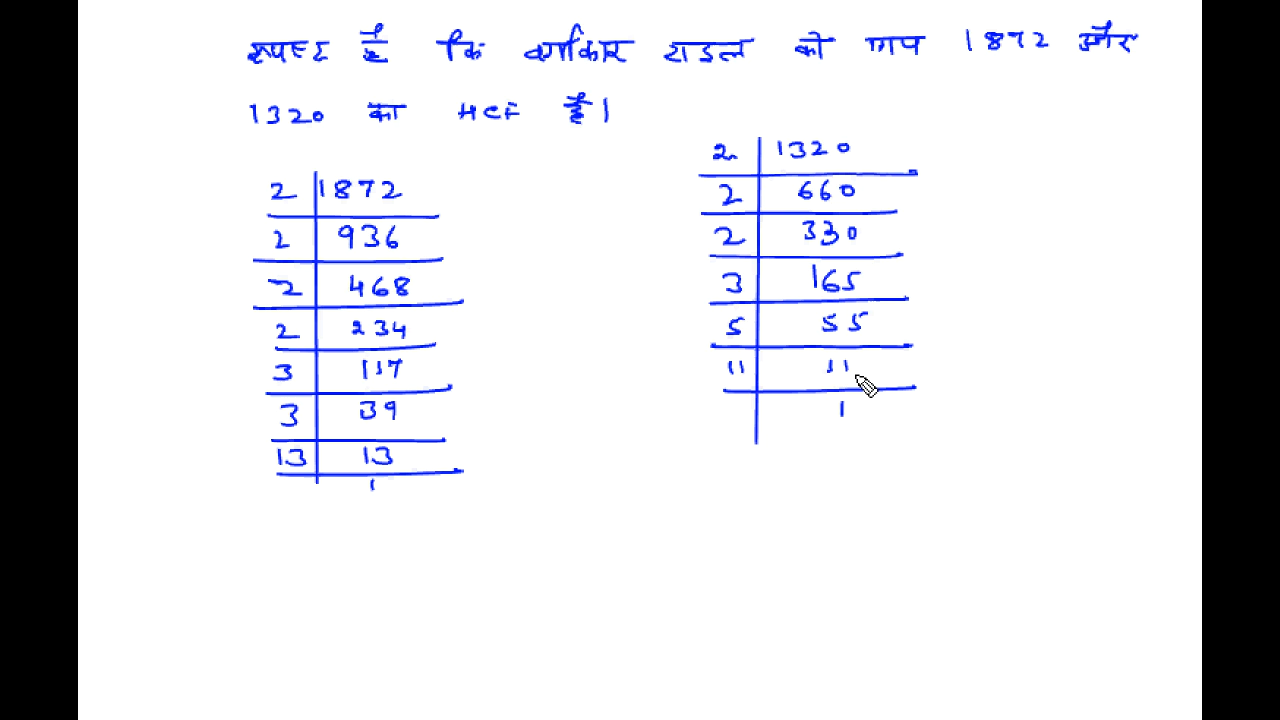 स्पष्ट है कि वर्गाकार टाइल की माप 1872 और
1320 का HCF है।
2 | 1872
2 | 936
2 | 468
2 | 234
3 | 117
3 | 39
13 | 13
1
2 | 1320
2 | 660
2 | 330
3 | 165
5 | 55
11 | 11
1